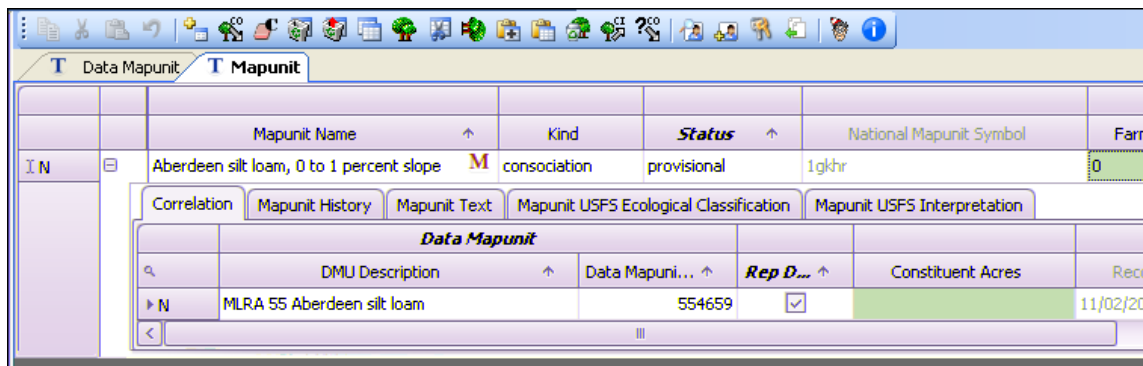 T Data Mapunit T Mapunit
Mapunit Name Kind Status National Mapunit Symbol Farm
N Aberdeen silt loam, 0 to 1 percent slope M consociation provisional 1gkhr 0
Correlation Mapunit History Mapunit Text Mapunit USFS Ecological Classification Mapunit USFS Interpretation
Data Mapunit
DMU Description Data Mapuni... Rep D... Constituent Acres Reco
N MLRA 55 Aberdeen silt loam 554659 11/02/20